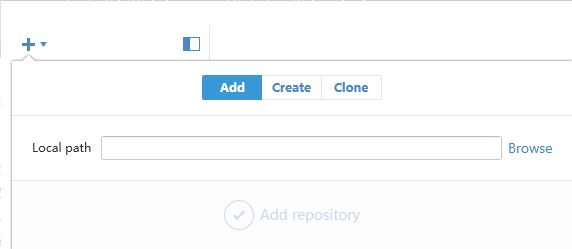 Add Create Clone
Local path Browse
Add repository